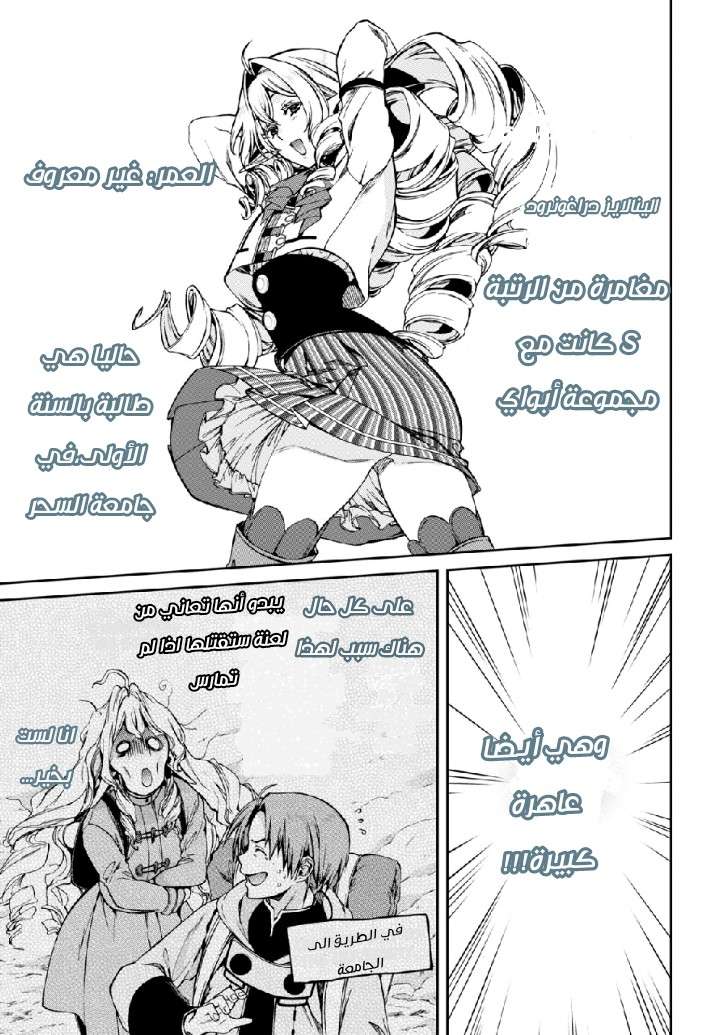 الينالايز دراغونرود
مغامرة من الرتبة
S كانت مع
مجموعة أبواي
العمر: غير معروف
حاليا هي
طالبة بالسنة
الأولى،في
جامعة السحر
وهي أيضا
عاهرة
كبيرة!!!
على كل حال
هناك سبب لهذا
يبدو أنها تعاني من
لعنة ستقتلها اذا لم
تمارس
انا لست
بخير...
في الطريق الى
الجامعة